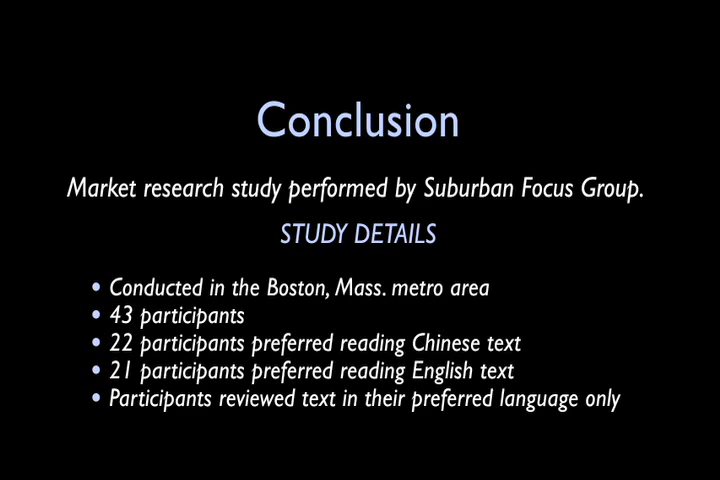 Conclusion
Market research study performed by Suburban Focus Group.
STUDY DETAILS
• Conducted in the Boston, Mass. metro area
• 43 participants
• 22 participants preferred reading Chinese text
• 21 participants preferred reading English text
• Participants reviewed text in their preferred language only